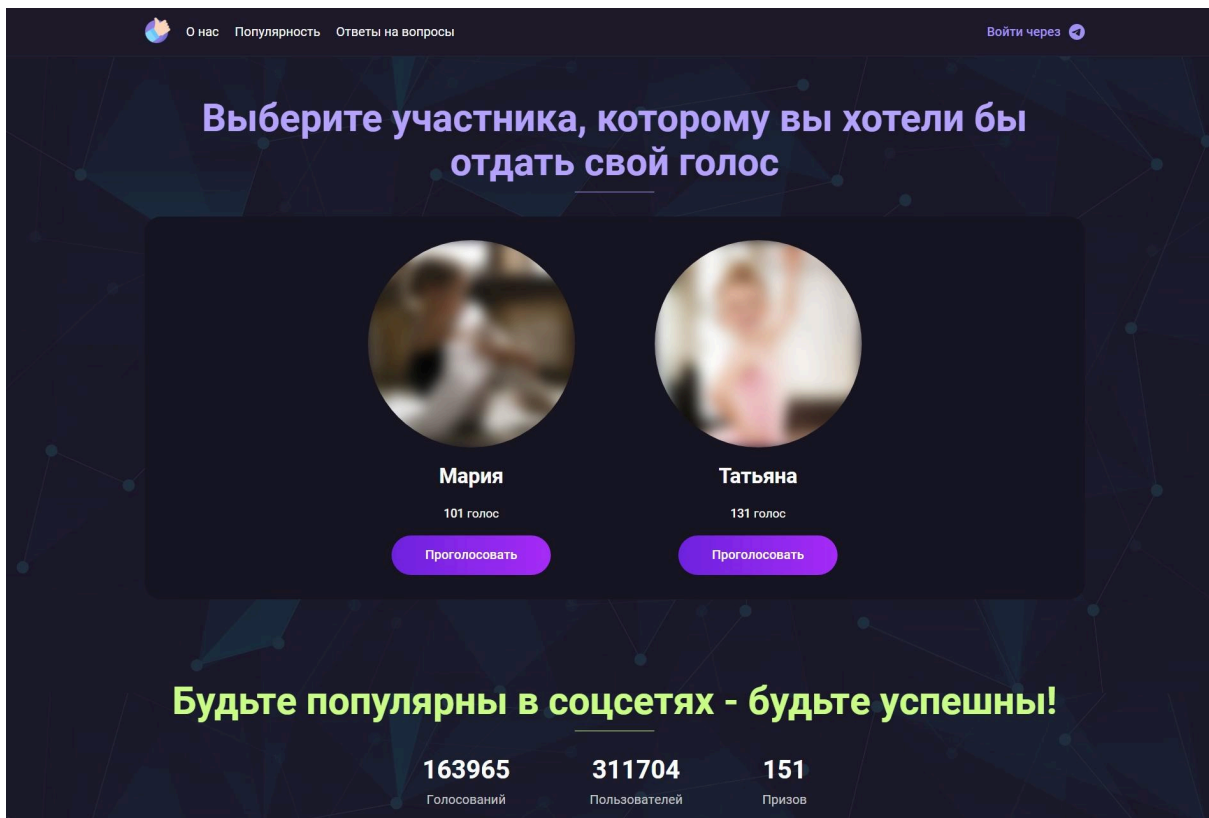 О нас Популярность Ответы на вопросы Войти через
Выберите участника, которому вы хотели бы
отдать свой голос
Мария Татьяна
101 голос 131 голос
Проголосовать Проголосовать
Будьте популярны в соцсетях - будьте успешны!
163965 311704 151
Голосований Пользователей Призов